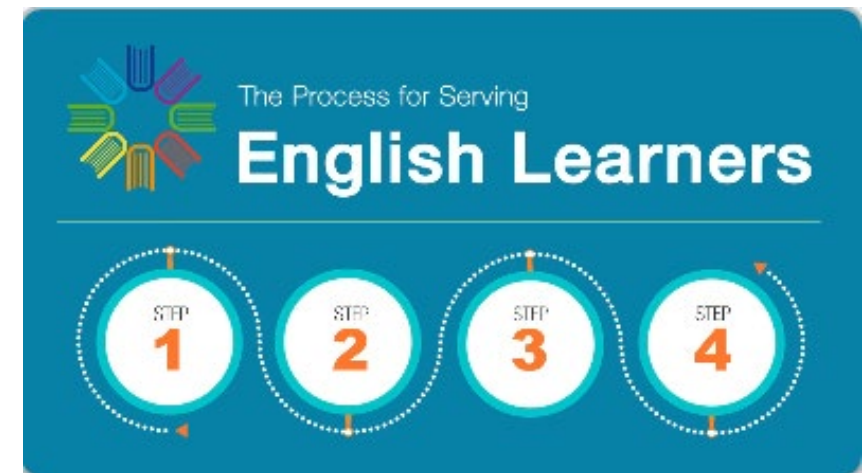 The Process for Serving
English Learners
STEP
1
STEP
2
STEP
3
STEP
4